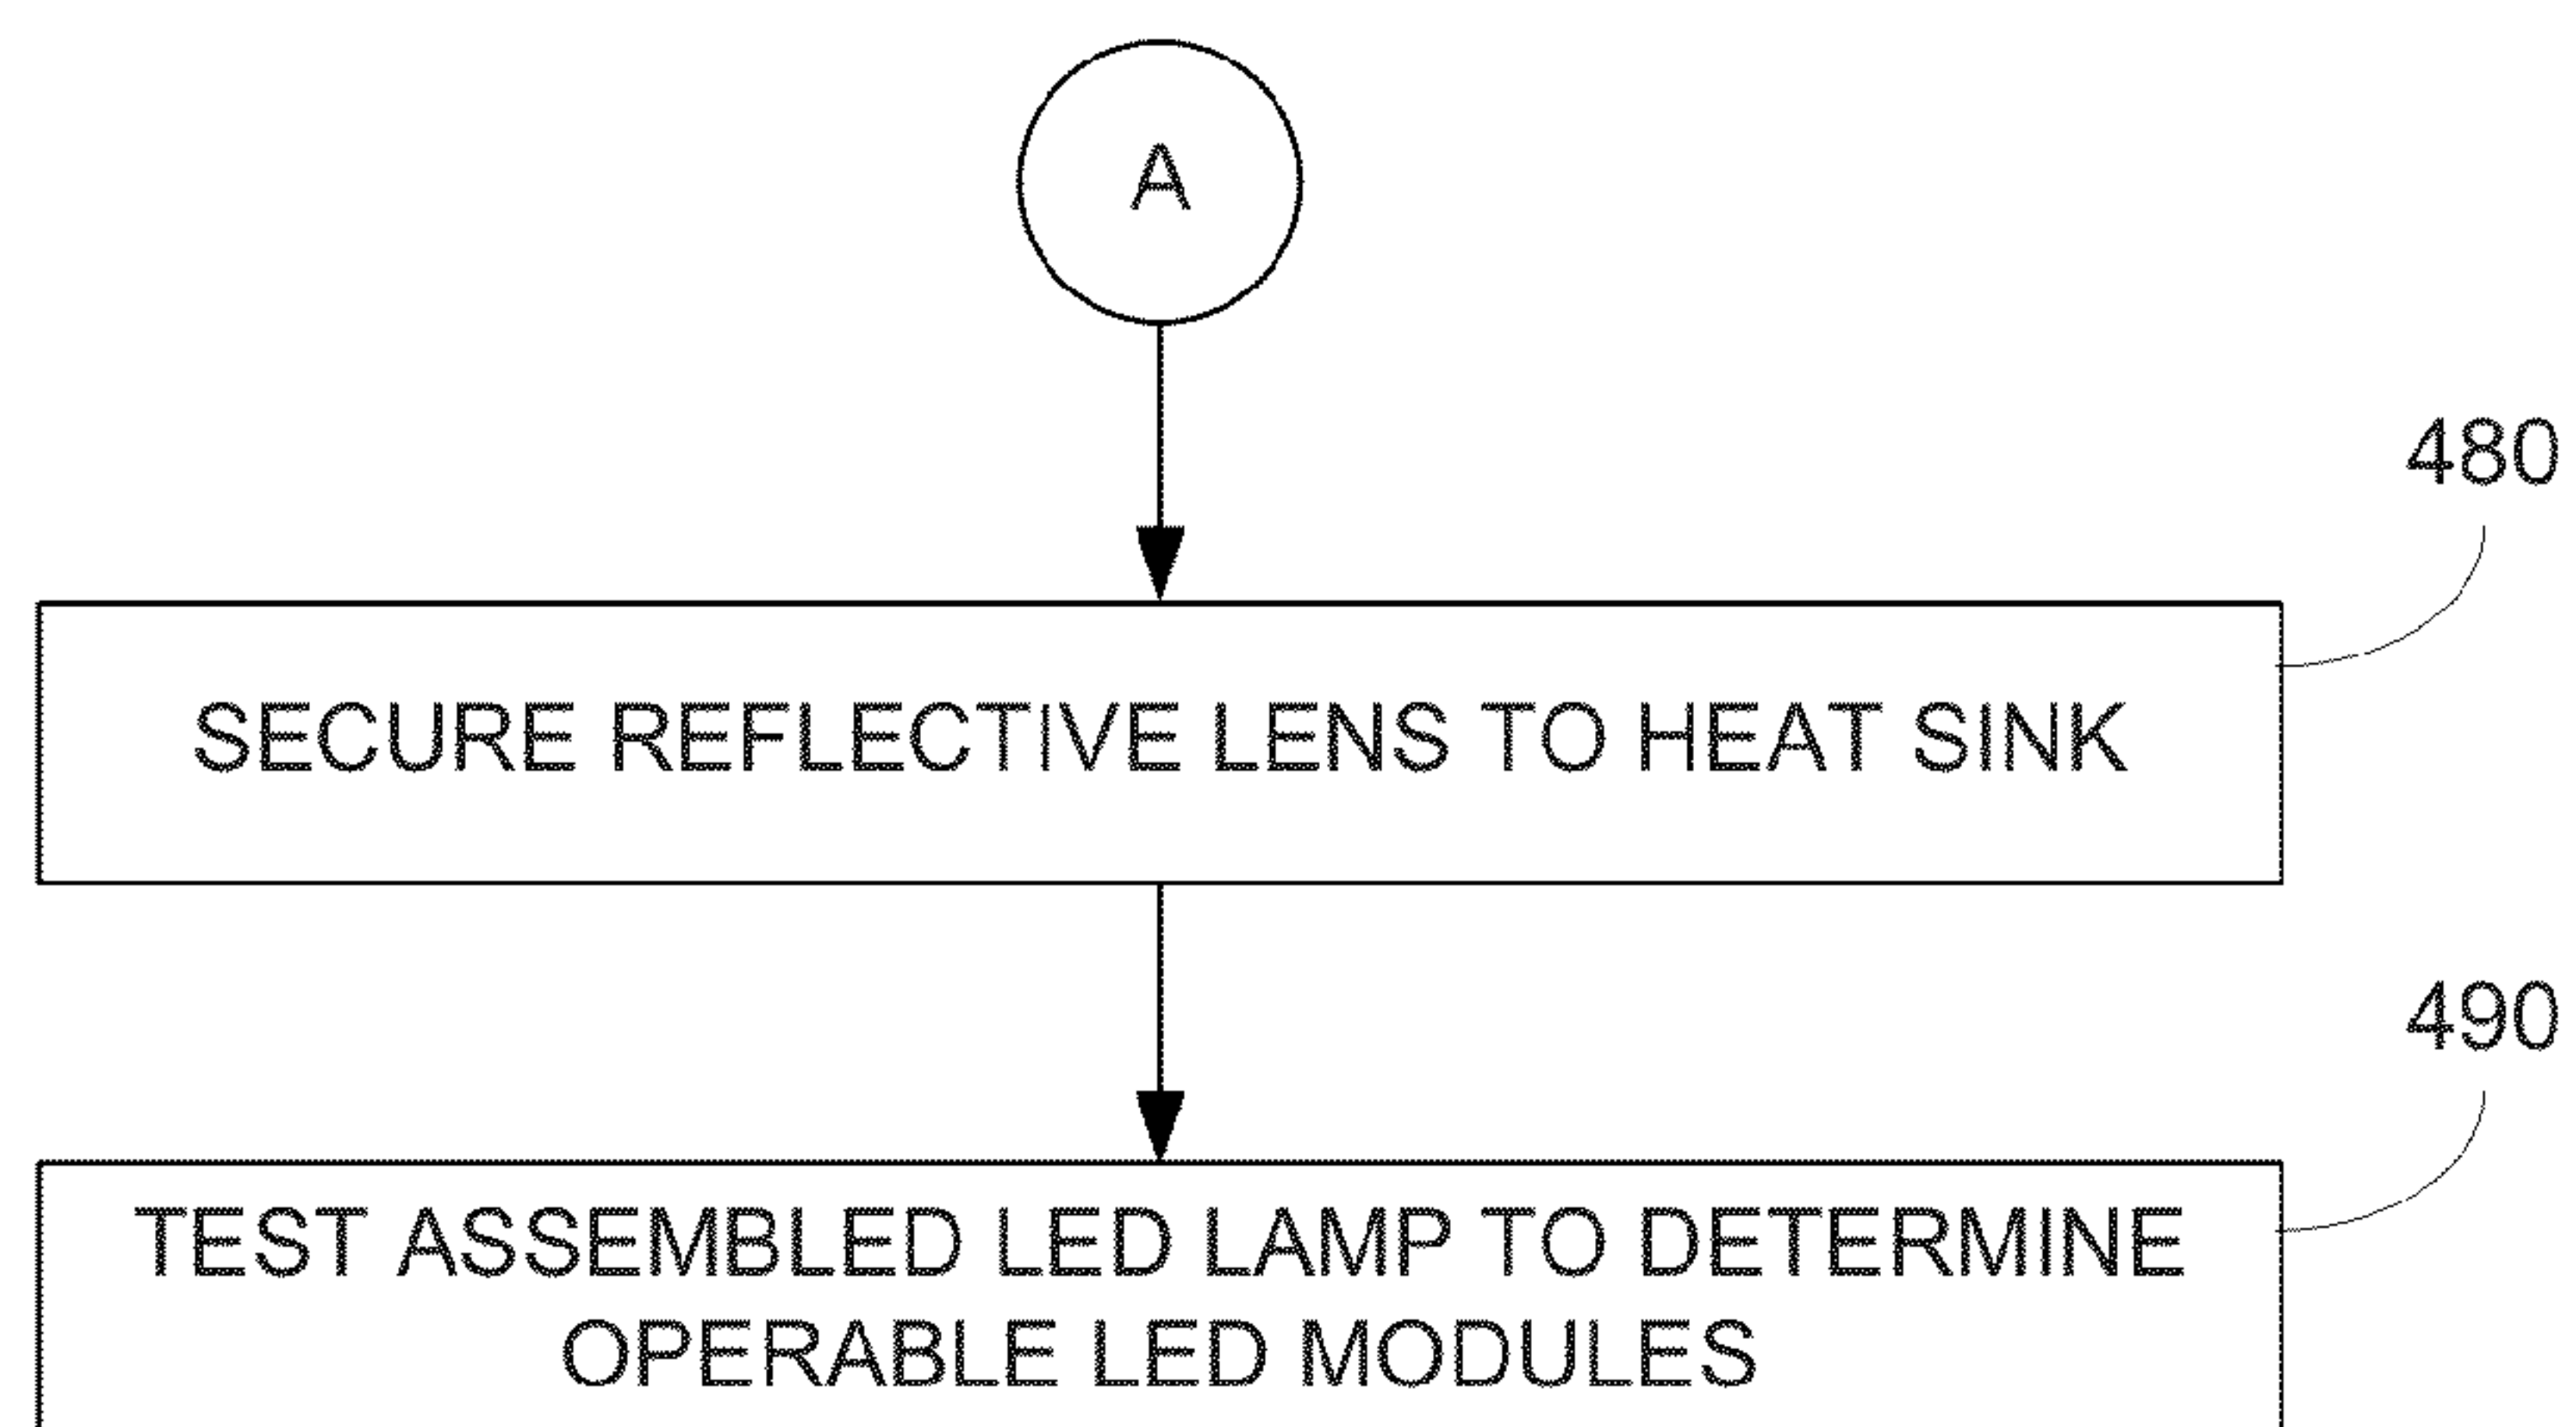 A
480
SECURE REFLECTIVE LENS TO HEAT SINK
490
TEST ASSEMBLED LED LAMP TO DETERMINE
OPERABLE LED MODULES